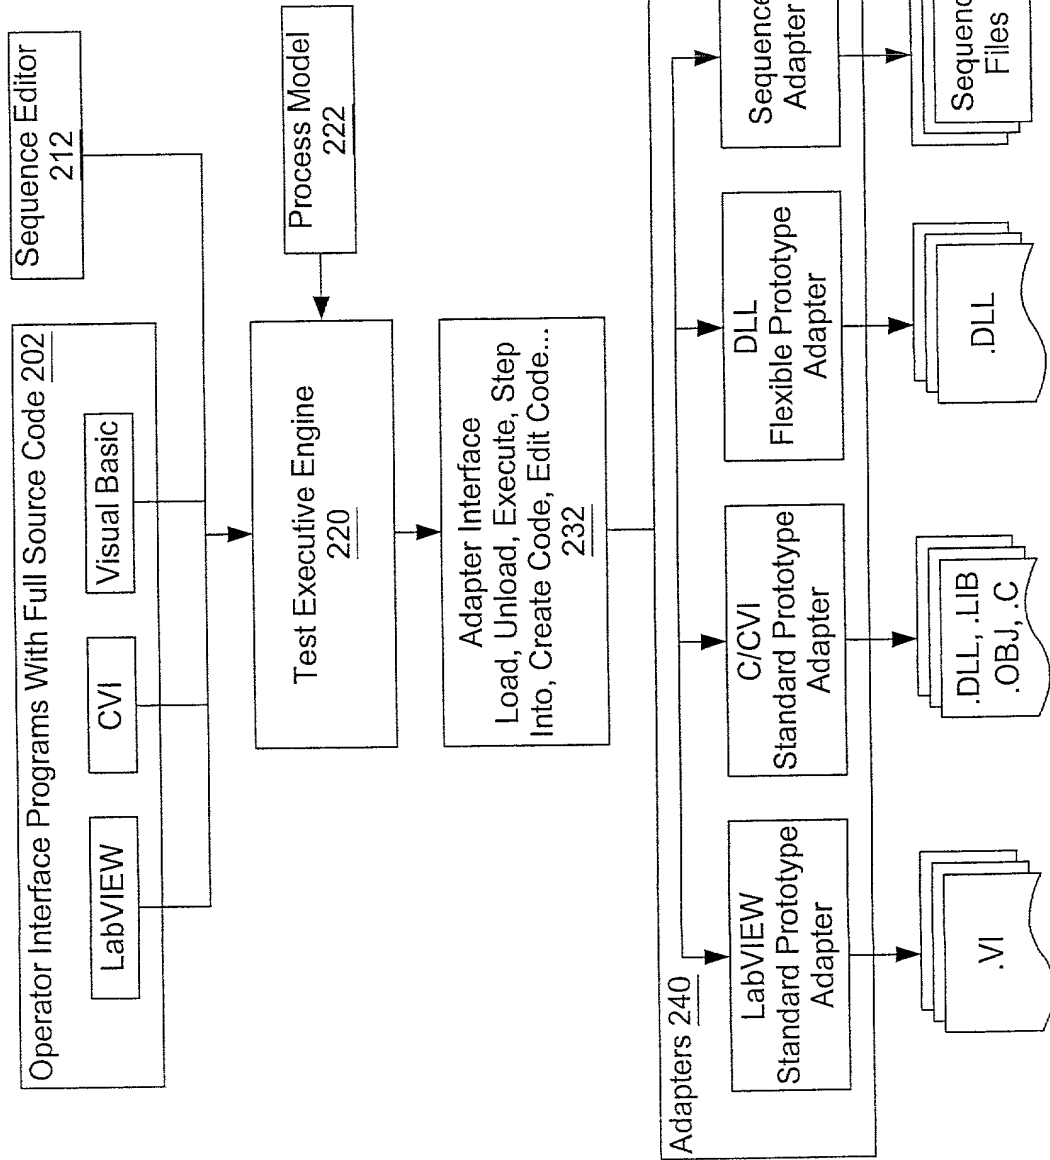 Operator Interface Programs With Full Source Code 202
LabVIEW
CVI
Visual Basic
Sequence Editor
212
Test Executive Engine
220
Process Model
222
Adapter Interface
Load, Unload, Execute, Step
Into, Create Code, Edit Code...
232
Adapters 240
LabVIEW
Standard Prototype
Adapter
C/CVI
Standard Prototype
Adapter
DLL
Flexible Prototype
Adapter
Sequence
Adapter
.VI
.DLL, .LIB
.OBJ, .C
.DLL
Sequenc
Files